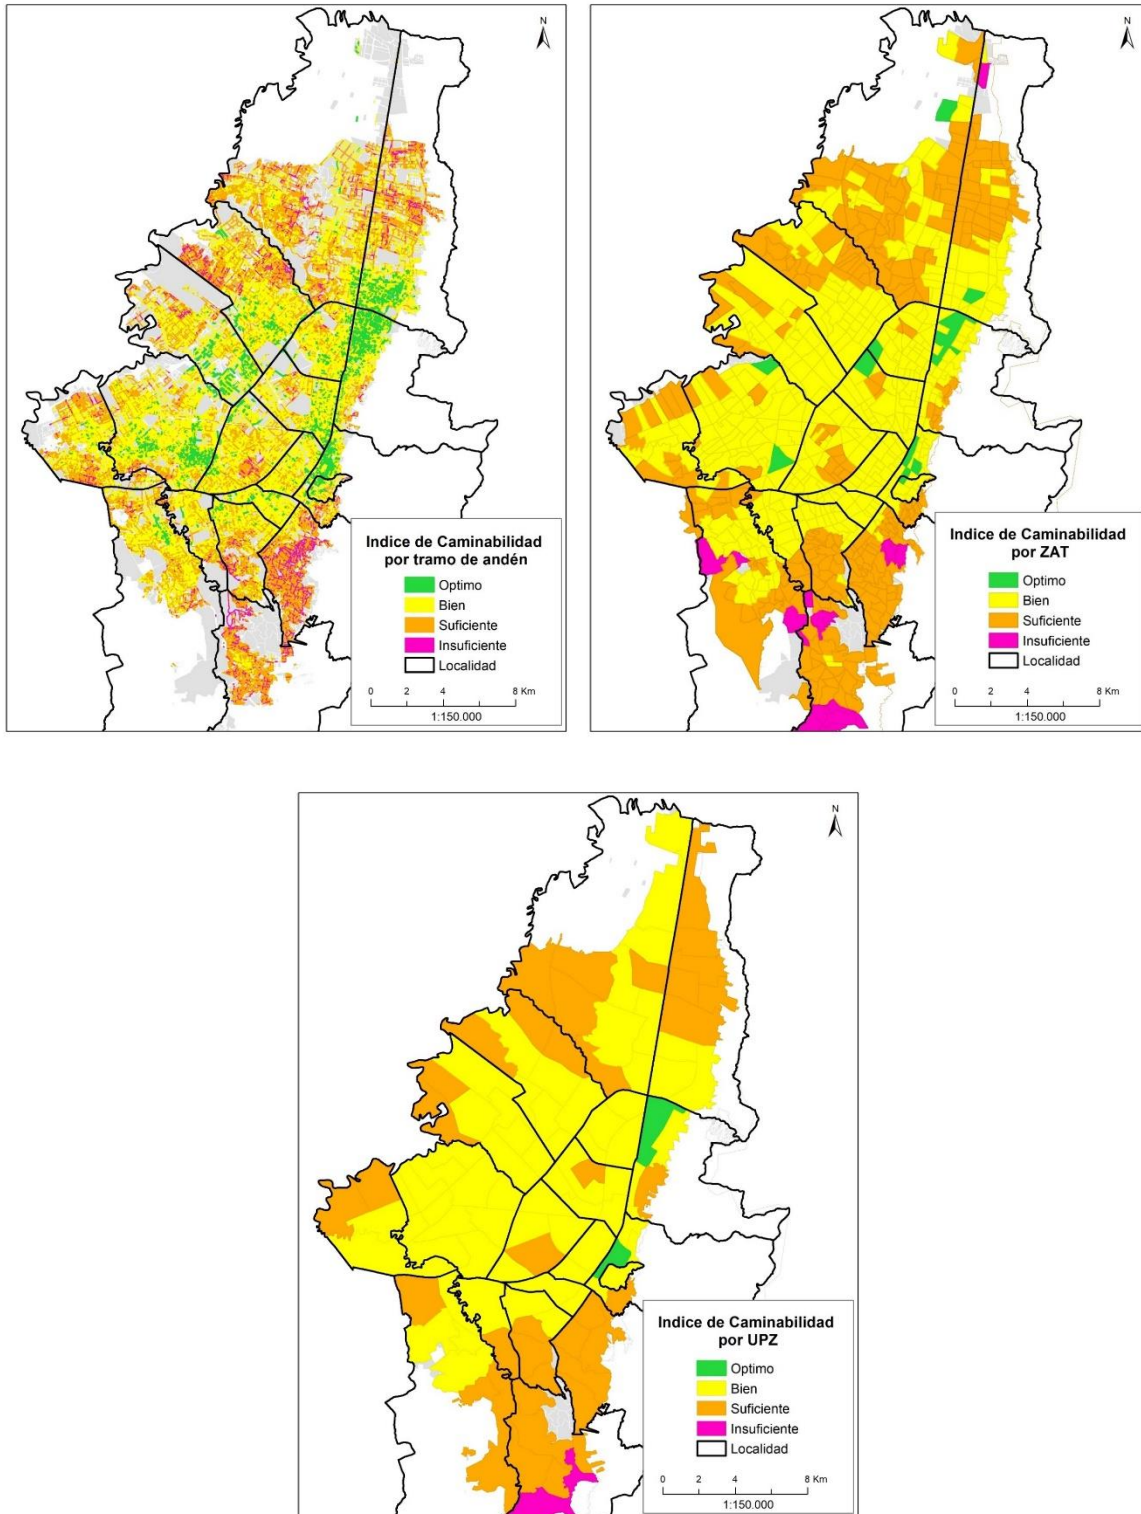 N
Indice de Caminabilidad
por tramo de andén
Optimo
Bien
Suficiente
Insuficiente
Localidad
0 2 4 8 Km
1:150.000
N
Indice de Caminabilidad
por ZAT
Optimo
Bien
Suficiente
Insuficiente
Localidad
0 2 4 8 Km
1:150.000
N
Indice de Caminabilidad
por UPZ
Optimo
Bien
Suficiente
Insuficiente
Localidad
0 2 4 8 Km
1:150.000